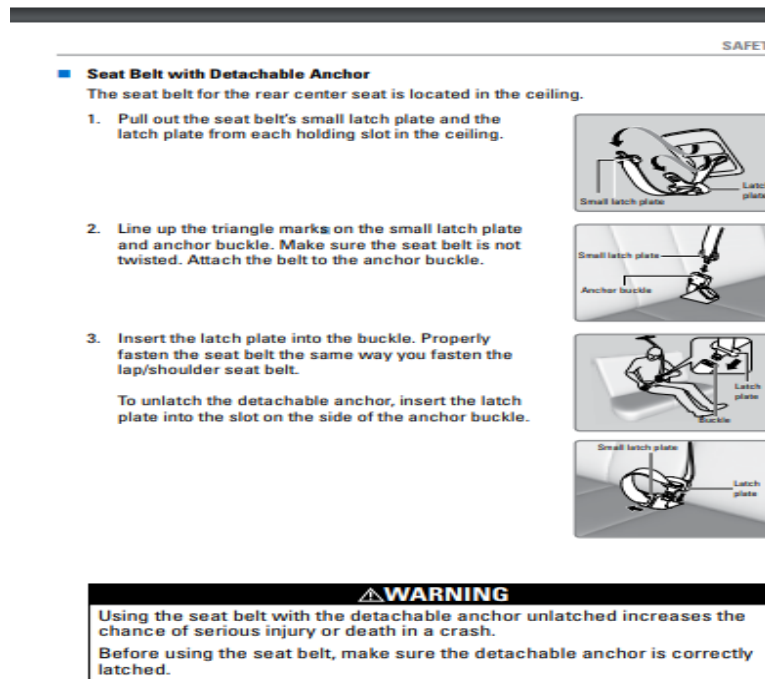 SAFET
Seat Belt with Detachable Anchor
The seat belt for the rear center seat is located in the ceiling.
1. Pull out the seat belt's small latch plate and the
latch plate from each holding slot in the ceiling.
Latch
plate
Small latch plate
2. Line up the triangle marks on the small latch plate
and anchor buckle. Make sure the seat belt is not
twisted. Attach the belt to the anchor buckle.
Small latch plate
Anchor buckle
3. Insert the latch plate into the buckle. Properly
fasten the seat belt the same way you fasten the
lap/shoulder seat belt.
Latch
plate
Buckle
To unlatch the detachable anchor, insert the latch
plate into the slot on the side of the anchor buckle.
Small latch plate
Latch
plate
⚠WARNING
Using the seat belt with the detachable anchor unlatched increases the
chance of serious injury or death in a crash.
Before using the seat belt, make sure the detachable anchor is correctly
latched.